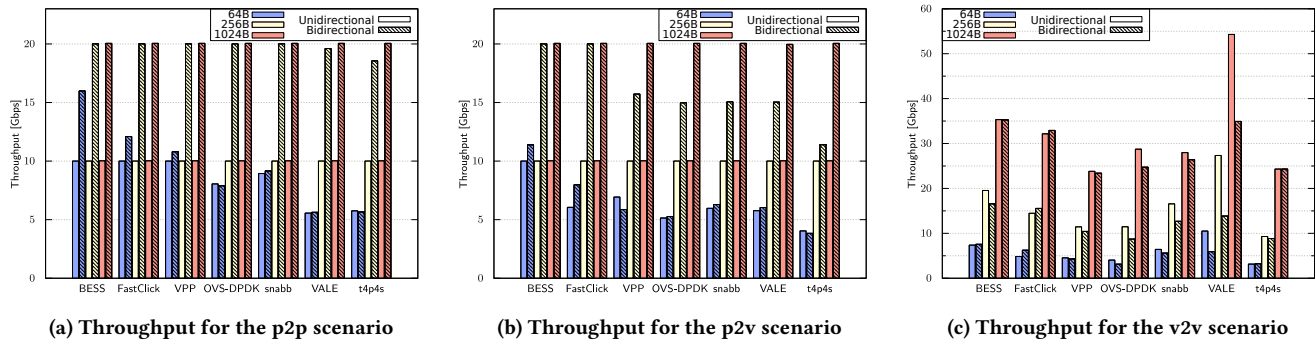 Throughput [Gbps]
20
15
10
5
0
64B
256B
1024B
Unidirectional
Bidirectional
BESS FastClick VPP OVS-DPDK snabb VALE t4p4s
(a) Throughput for the p2p scenario
Throughput [Gbps]
20
15
10
5
0
64B
256B
1024B
Unidirectional
Bidirectional
BESS FastClick VPP OVS-DPDK snabb VALE t4p4s
(b) Throughput for the p2v scenario
Throughput [Gbps]
60
50
40
30
20
10
0
64B
256B
1024B
Unidirectional
Bidirectional
BESS FastClick VPP OVS-DPDK snabb VALE t4p4s
(c) Throughput for the v2v scenario